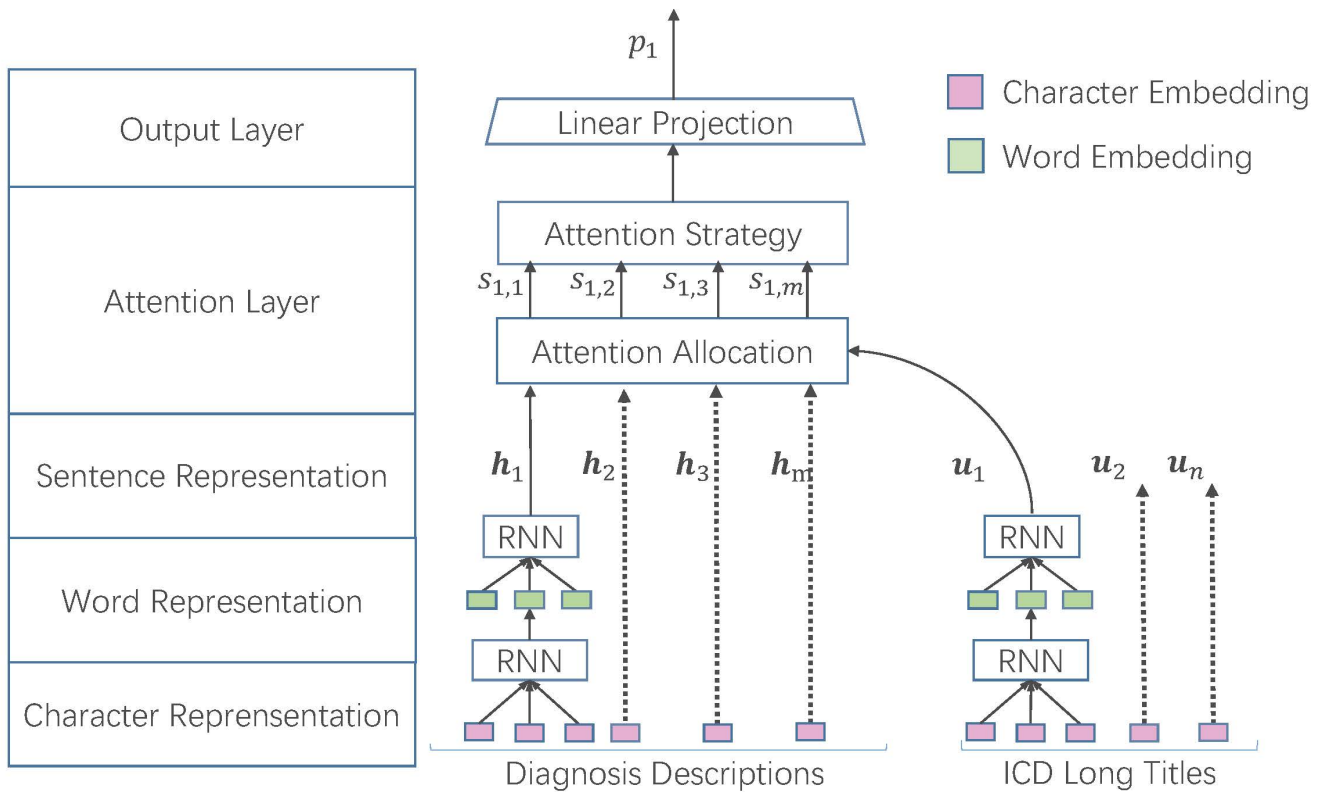 p₁
Output Layer
Linear Projection
Character Embedding
Word Embedding
Attention Layer
Attention Strategy
s₁,₁ s₁,₂ s₁,₃ s₁,ₘ
Attention Allocation
Sentence Representation
h₁ h₂ h₃ hₘ u₁ u₂ uₙ
RNN RNN
Word Representation
RNN RNN
Character Reprensentation
Diagnosis Descriptions ICD Long Titles